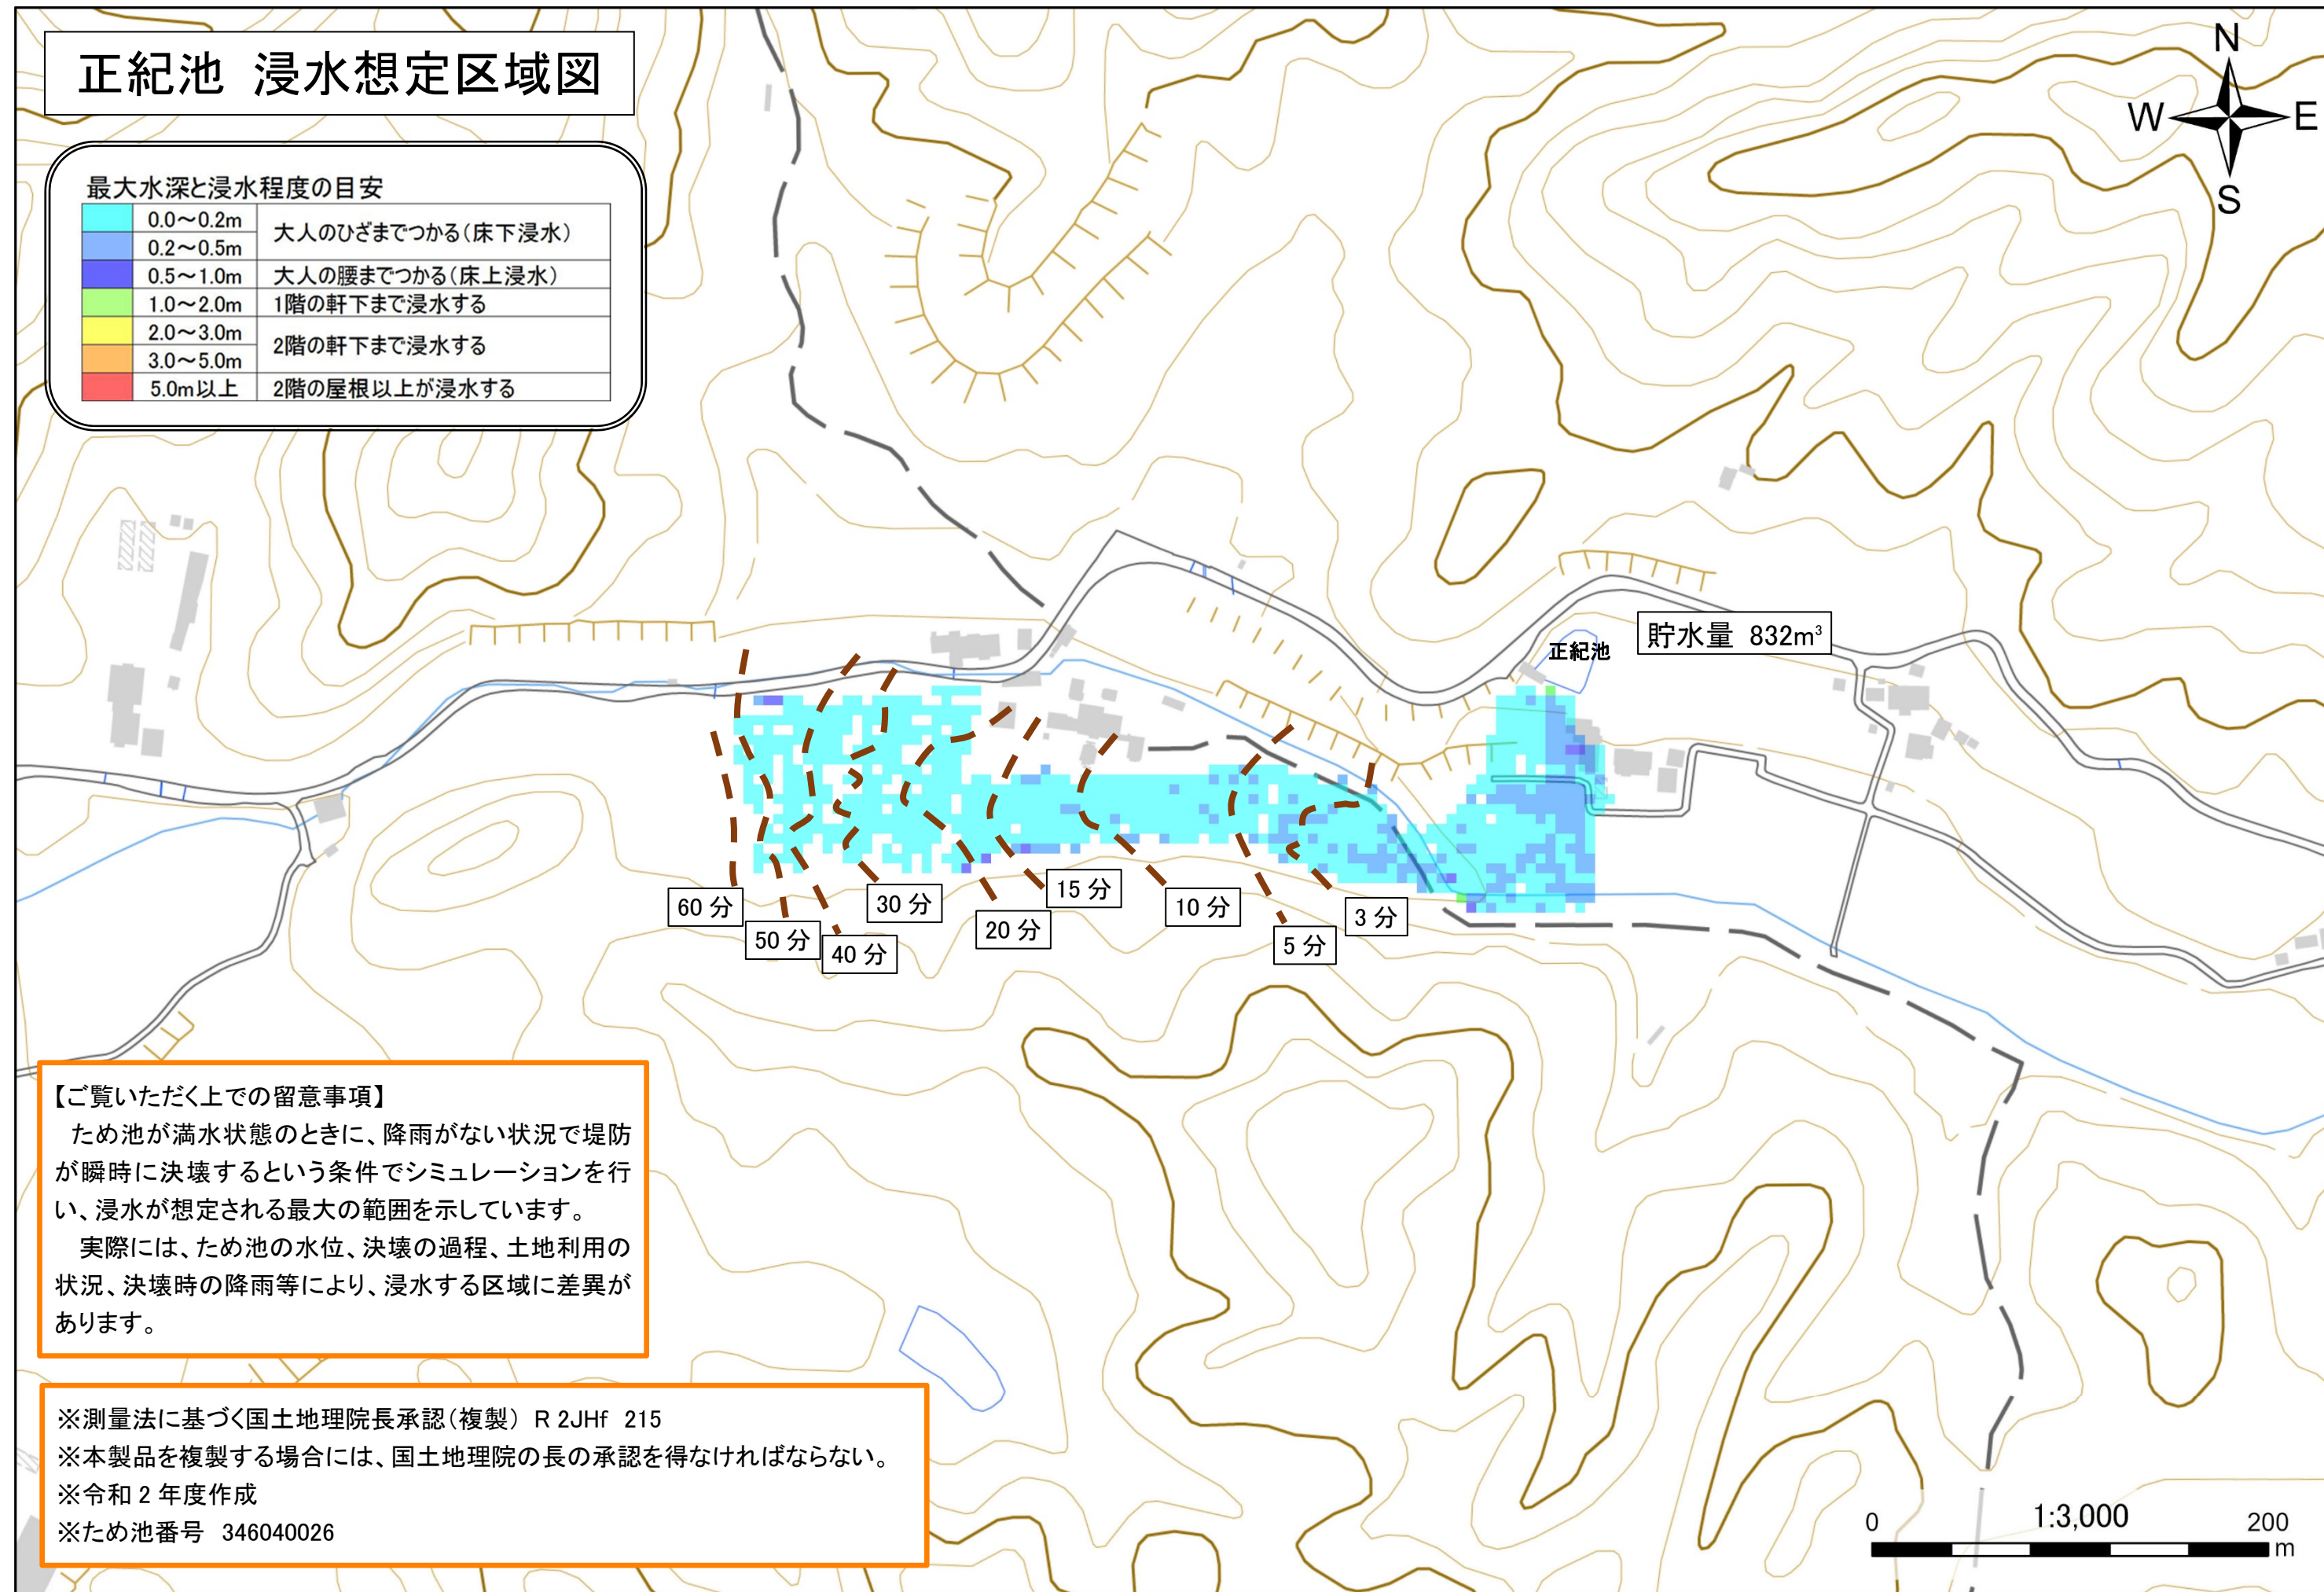 正紀池 浸水想定区域図
N
W
E
S
最大水深と浸水程度の目安
0.0～0.2m
大人のひざまでつかる（床下浸水）
0.2～0.5m
0.5～1.0m 大人の腰までつかる（床上浸水）
1.0～2.0m 1階の軒下まで浸水する
2.0～3.0m
2階の軒下まで浸水する
3.0～5.0m
5.0m以上 2階の屋根以上が浸水する
貯水量 832m³
正紀池
60 分
50 分
40 分
30 分
20 分
15 分
10 分
5 分
3 分
【ご覧いただく上での留意事項】
ため池が満水状態のときに、降雨がない状況で堤防
が瞬時に決壊するという条件でシミュレーションを行
い、浸水が想定される最大の範囲を示しています。
実際には、ため池の水位、決壊の過程、土地利用の
状況、決壊時の降雨等により、浸水する区域に差異が
あります。
※測量法に基づく国土地理院長承認（複製） R 2JHf 215
※本製品を複製する場合には、国土地理院の長の承認を得なければならない。
※令和 2 年度作成
※ため池番号 346040026
1:3,000
0 200
m